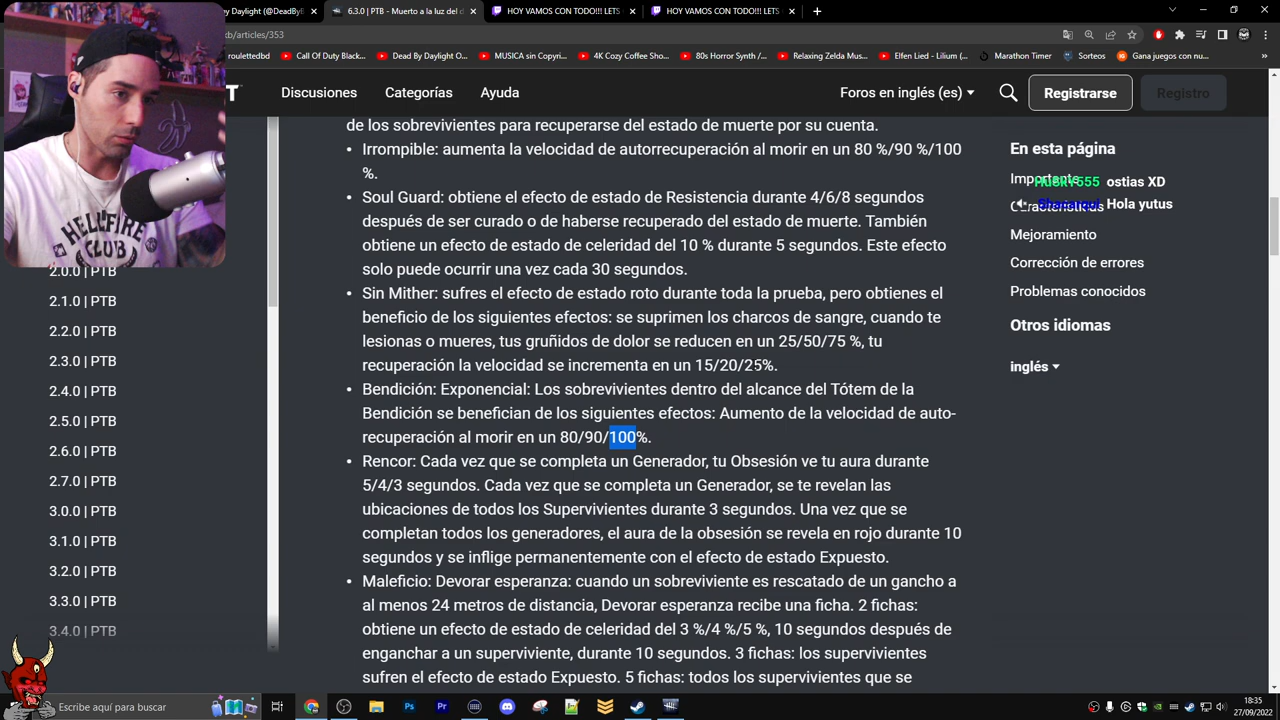 y Daylight (@DeadByl
6.3.0 | PTB - Muerto a la luz del d
HOY VAMOS CON TODO!!! LETS
HOY VAMOS CON TODO!!! LETS
xb/articles/353
roulettedbd
Call Of Duty Black...
Dead By Daylight O...
MUSICA sin Copyri...
4K Cozy Coffee Sho...
80s Horror Synth /...
Relaxing Zelda Mus...
Elfen Lied - Lilium (...
Marathon Timer
Sorteos
Gana juegos con nu...
Discusiones
Categorías
Ayuda
Foros en inglés (es)
Registrarse
Registro
de los sobrevivientes para recuperarse del estado de muerte por su cuenta.
• Irrompible: aumenta la velocidad de autorrecuperación al morir en un 80 %/90 %/100
%.
• Soul Guard: obtiene el efecto de estado de Resistencia durante 4/6/8 segundos
después de ser curado o de haberse recuperado del estado de muerte. También
obtiene un efecto de estado de celeridad del 10 % durante 5 segundos. Este efecto
solo puede ocurrir una vez cada 30 segundos.
• Sin Mither: sufres el efecto de estado roto durante toda la prueba, pero obtienes el
beneficio de los siguientes efectos: se suprimen los charcos de sangre, cuando te
lesionas o mueres, tus gruñidos de dolor se reducen en un 25/50/75 %, tu
recuperación la velocidad se incrementa en un 15/20/25%.
• Bendición: Exponencial: Los sobrevivientes dentro del alcance del Tótem de la
Bendición se benefician de los siguientes efectos: Aumento de la velocidad de auto-
recuperación al morir en un 80/90/100%.
• Rencor: Cada vez que se completa un Generador, tu Obsesión ve tu aura durante
5/4/3 segundos. Cada vez que se completa un Generador, se te revelan las
ubicaciones de todos los Supervivientes durante 3 segundos. Una vez que se
completan todos los generadores, el aura de la obsesión se revela en rojo durante 10
segundos y se inflige permanentemente con el efecto de estado Expuesto.
• Maleficio: Devorar esperanza: cuando un sobreviviente es rescatado de un gancho a
al menos 24 metros de distancia, Devorar esperanza recibe una ficha. 2 fichas:
obtiene un efecto de estado de celeridad del 3 %/4 %/5 %, 10 segundos después de
enganchar a un superviviente, durante 10 segundos. 3 fichas: los supervivientes
sufren el efecto de estado Expuesto. 5 fichas: todos los supervivientes que se
En esta página
Importante
Husky555 ostias XD
Características
Hola yutus
Mejoramiento
Corrección de errores
Problemas conocidos
Otros idiomas
inglés
HELLFIRE
CLUB
2.0.0 | PTB
2.1.0 | PTB
2.2.0 | PTB
2.3.0 | PTB
2.4.0 | PTB
2.5.0 | PTB
2.6.0 | PTB
2.7.0 | PTB
3.0.0 | PTB
3.1.0 | PTB
3.2.0 | PTB
3.3.0 | PTB
3.4.0 | PTB
Escribe aquí para buscar
18:35
27/09/2022